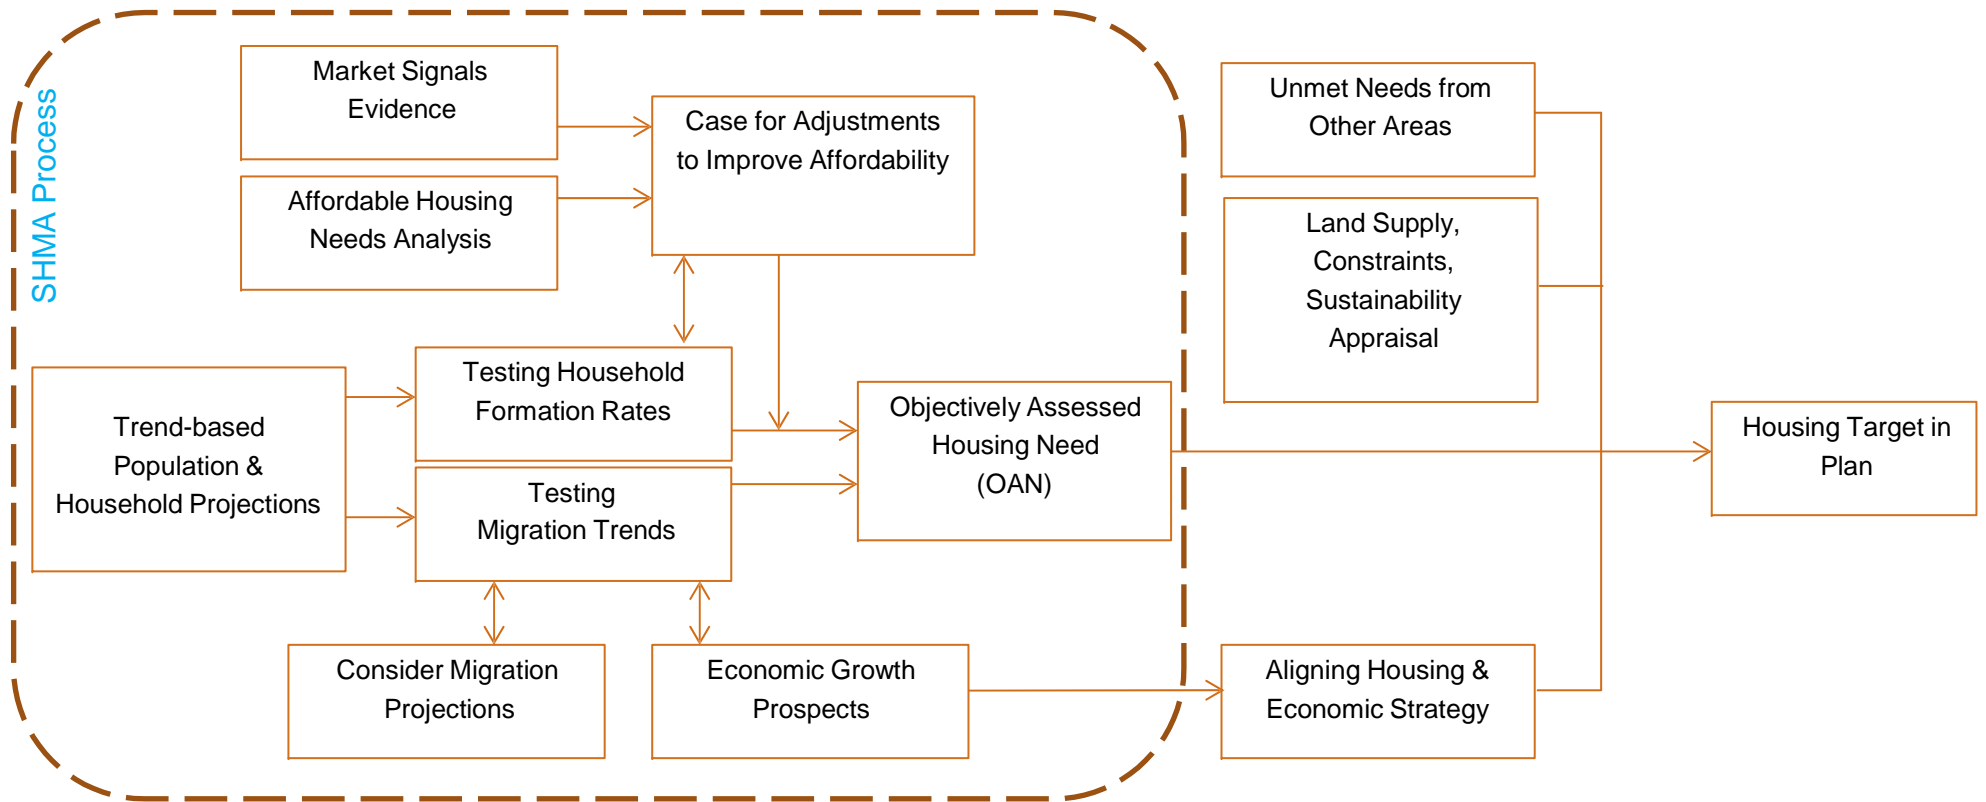 SHMA Process
Market Signals
Evidence
Affordable Housing
Needs Analysis
Case for Adjustments
to Improve Affordability
Trend-based
Population &
Household Projections
Testing Household
Formation Rates
Testing
Migration Trends
Consider Migration
Projections
Economic Growth
Prospects
Objectively Assessed
Housing Need
(OAN)
Unmet Needs from
Other Areas
Land Supply,
Constraints,
Sustainability
Appraisal
Aligning Housing &
Economic Strategy
Housing Target in
Plan